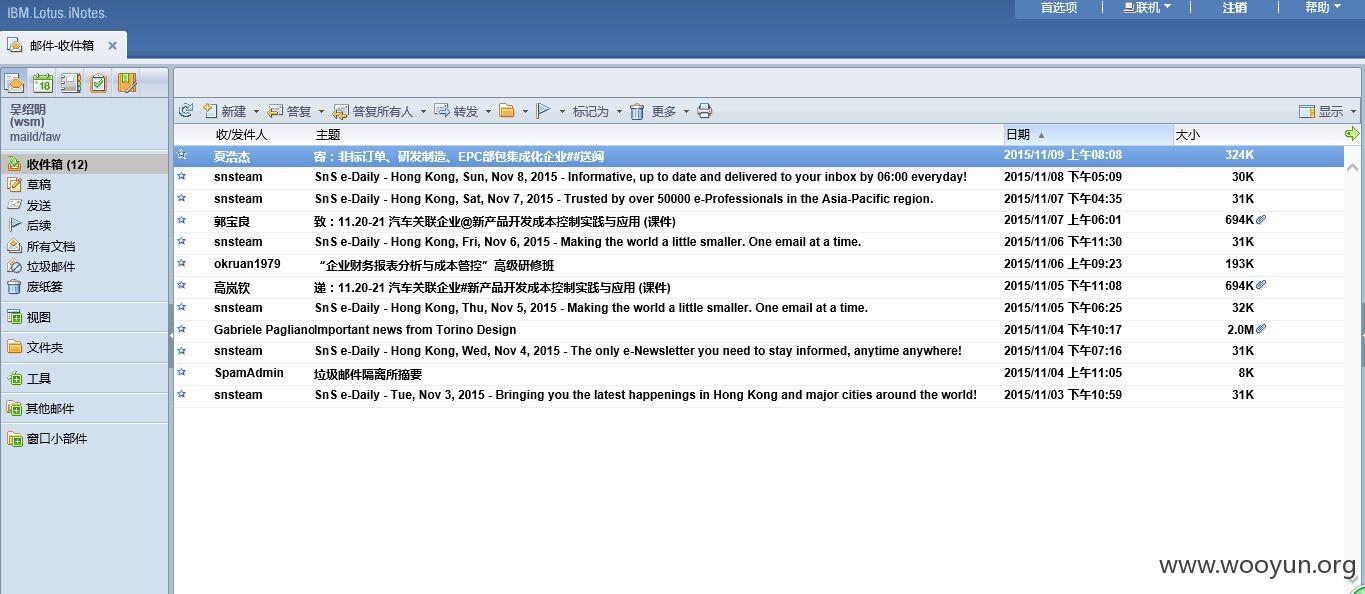 IBM.Lotus.iNotes.
首选项 联机 注销 帮助
邮件-收件箱
18
吴绍明
(wsm)
maild/faw
收件箱 (12)
草稿
发送
后续
所有文档
垃圾邮件
废纸篓
视图
文件夹
工具
其他邮件
窗口小部件
新建 答复 答复所有人 转发 标记为 更多 显示
收/发件人 主题 日期 大小
夏浩杰 寄：非标订单、研发制造、EPC部包集成化企业##送阅 2015/11/09 上午08:08 324K
snsteam SnS e-Daily - Hong Kong, Sun, Nov 8, 2015 - Informative, up to date and delivered to your inbox by 06:00 everyday! 2015/11/08 下午05:09 30K
snsteam SnS e-Daily - Hong Kong, Sat, Nov 7, 2015 - Trusted by over 50000 e-Professionals in the Asia-Pacific region. 2015/11/07 下午04:35 31K
郭宝良 致：11.20-21 汽车关联企业@新产品开发成本控制实践与应用 (课件) 2015/11/07 上午06:01 694K
snsteam SnS e-Daily - Hong Kong, Fri, Nov 6, 2015 - Making the world a little smaller. One email at a time. 2015/11/06 下午11:30 31K
okruan1979 “企业财务报表分析与成本管控”高级研修班 2015/11/06 上午09:23 193K
高岚钦 递：11.20-21 汽车关联企业#新产品开发成本控制实践与应用 (课件) 2015/11/05 下午11:08 694K
snsteam SnS e-Daily - Hong Kong, Thu, Nov 5, 2015 - Making the world a little smaller. One email at a time. 2015/11/05 下午06:25 32K
Gabriele Pagliano Important news from Torino Design 2015/11/04 下午10:17 2.0M
snsteam SnS e-Daily - Hong Kong, Wed, Nov 4, 2015 - The only e-Newsletter you need to stay informed, anytime anywhere! 2015/11/04 下午07:16 31K
SpamAdmin 垃圾邮件隔离所摘要 2015/11/04 上午11:05 8K
snsteam SnS e-Daily - Tue, Nov 3, 2015 - Bringing you the latest happenings in Hong Kong and major cities around the world! 2015/11/03 下午10:59 31K
www.wooyun.org